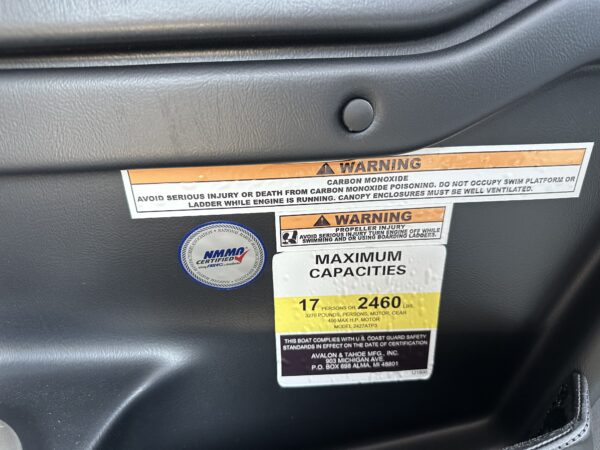 WARNING
CARBON MONOXIDE
AVOID SERIOUS INJURY OR DEATH FROM CARBON MONOXIDE POISONING. DO NOT OCCUPY SWIM PLATFORM OR
LADDER WHILE ENGINE IS RUNNING. CANOPY ENCLOSURES MUST BE WELL VENTILATED.
WARNING
PROPELLER INJURY
AVOID SERIOUS INJURY TURN ENGINE OFF WHILE
SWIMMING AND OR USING BOARDING LADDERS.
NMMA
CERTIFIED
MAXIMUM
CAPACITIES
17 PERSONS OR 2460 LBS.
3270 POUNDS, PERSONS, MOTOR, GEAR
MAX H.P. MOTOR
MODEL
THIS BOAT COMPLIES WITH U.S. COAST GUARD SAFETY
STANDARDS IN EFFECT ON THE DATE OF CERTIFICATION
AVALON & TAHOE MFG., INC.
903 MICHIGAN AVE.
P.O. BOX 698 ALMA, MI 48801